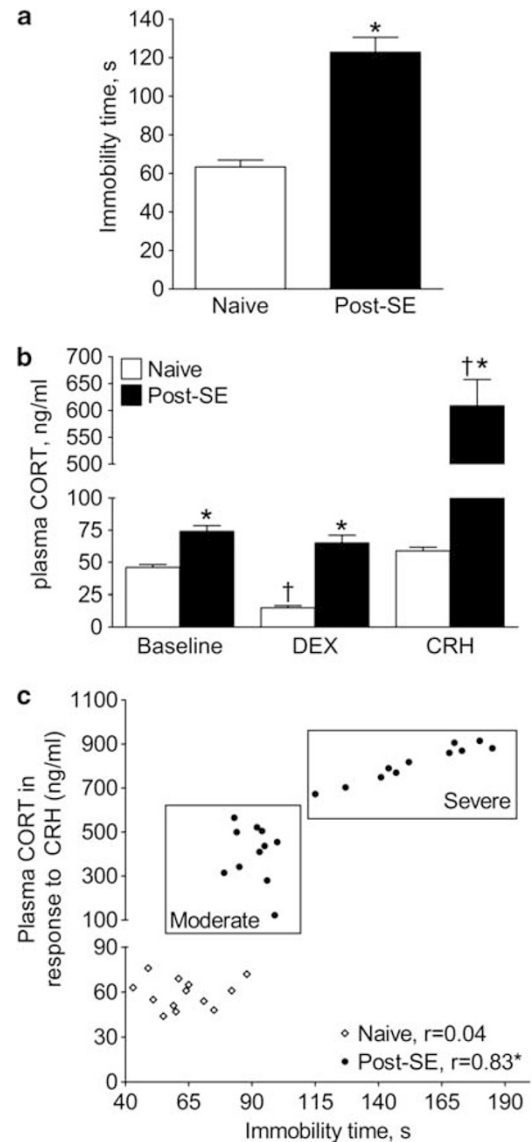 a
Immobility time, s
140
120
100
80
60
40
20
0
*
Naive
Post-SE
b
plasma CORT, ng/ml
700
650
600
550
500
100
75
50
25
0
Naive
Post-SE
*
†
*
†*
Baseline
DEX
CRH
c
Plasma CORT in
response to CRH (ng/ml)
1100
900
700
500
300
100
90
60
30
0
Severe
Moderate
Naive, r=0.04
Post-SE, r=0.83*
40
65
90
115
140
165
190
Immobility time, s